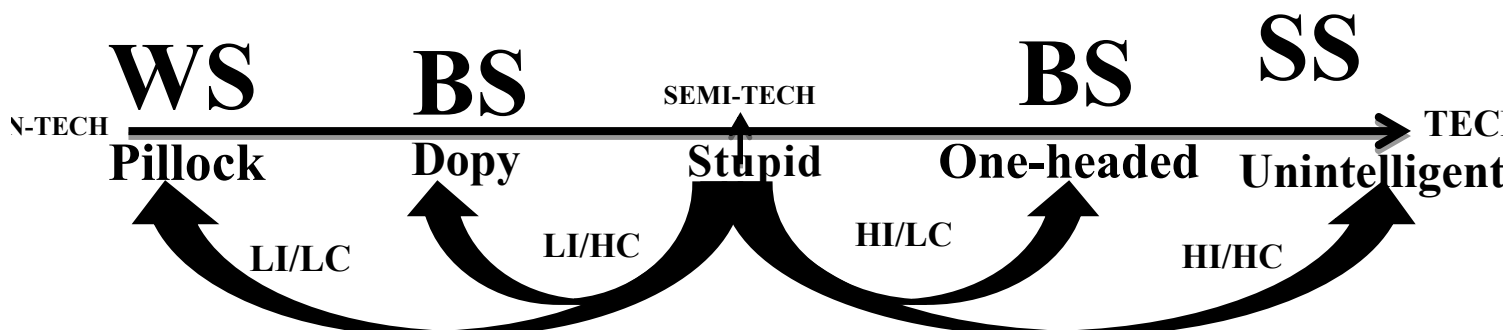 WS BS BS SS
SEMI-TECH
N-TECH TECH
Pillock Dopy Stupid One-headed Unintelligent
LI/LC LI/HC HI/LC HI/HC